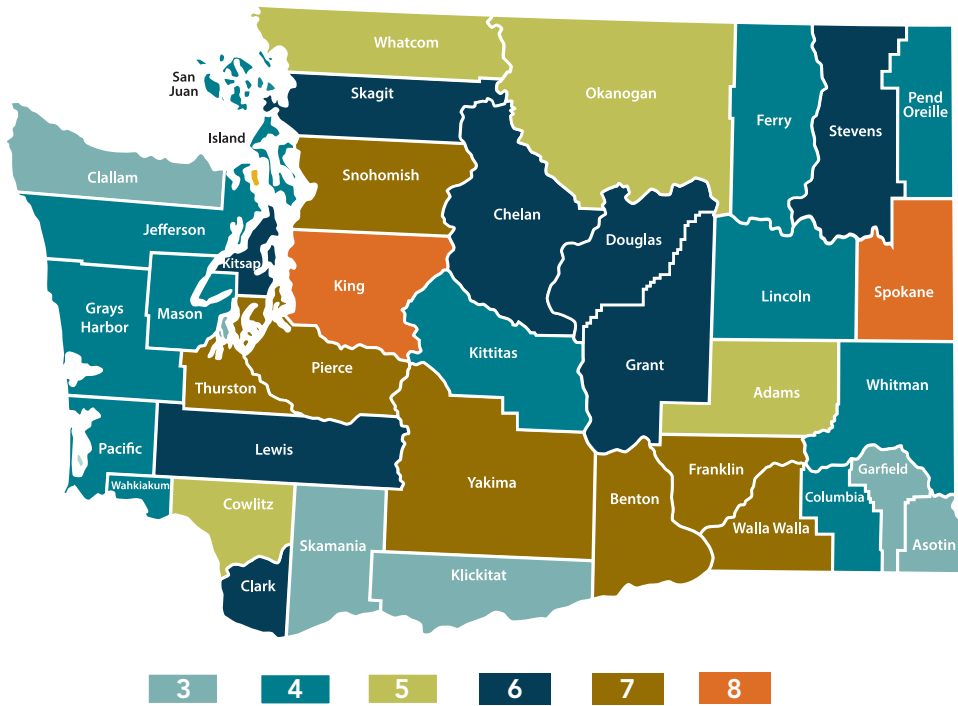 Whatcom
San
Juan
Skagit
Okanogan
Pend
Oreille
Ferry
Stevens
Island
Clallam
Snohomish
Chelan
Jefferson
Douglas
Kitsap
King
Lincoln
Spokane
Grays
Harbor
Mason
Kittitas
Grant
Pierce
Thurston
Adams
Whitman
Pacific
Lewis
Franklin
Garfield
Wahkiakum
Yakima
Benton
Columbia
Cowlitz
Walla Walla
Skamania
Asotin
Clark
Klickitat
3
4
5
6
7
8